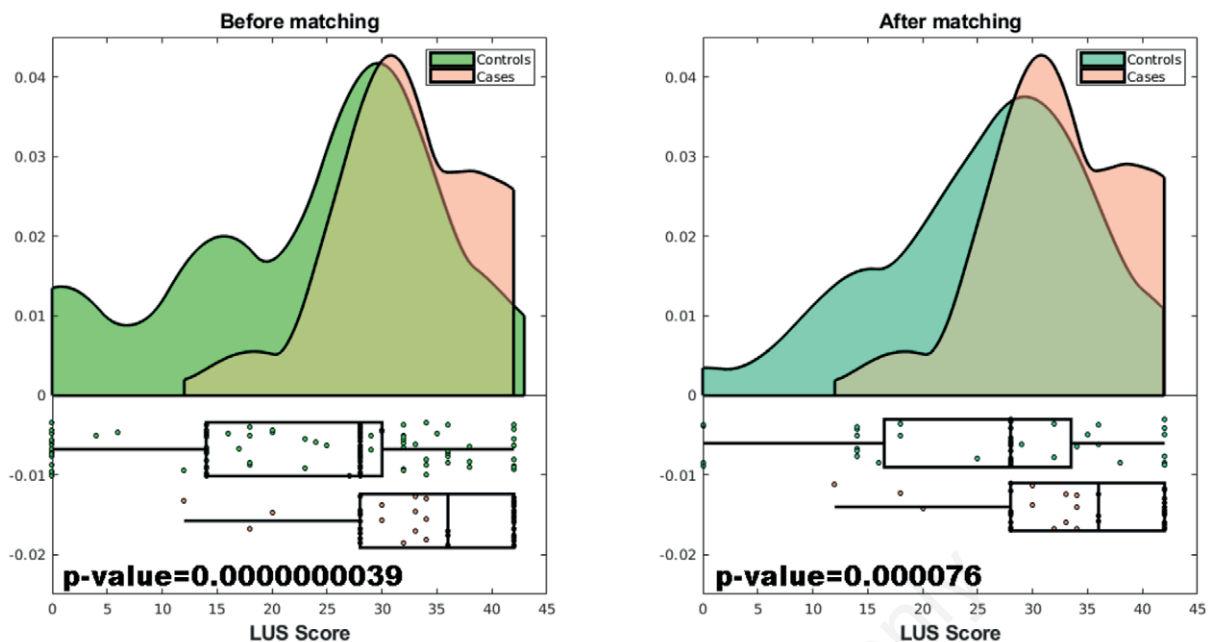 Before matching
Controls
Cases
0.04
0.03
0.02
0.01
0
-0.01
-0.02
p-value=0.0000000039
0 5 10 15 20 25 30 35 40 45
LUS Score
After matching
Controls
Cases
0.04
0.03
0.02
0.01
0
-0.01
-0.02
p-value=0.000076
0 5 10 15 20 25 30 35 40 45
LUS Score
only